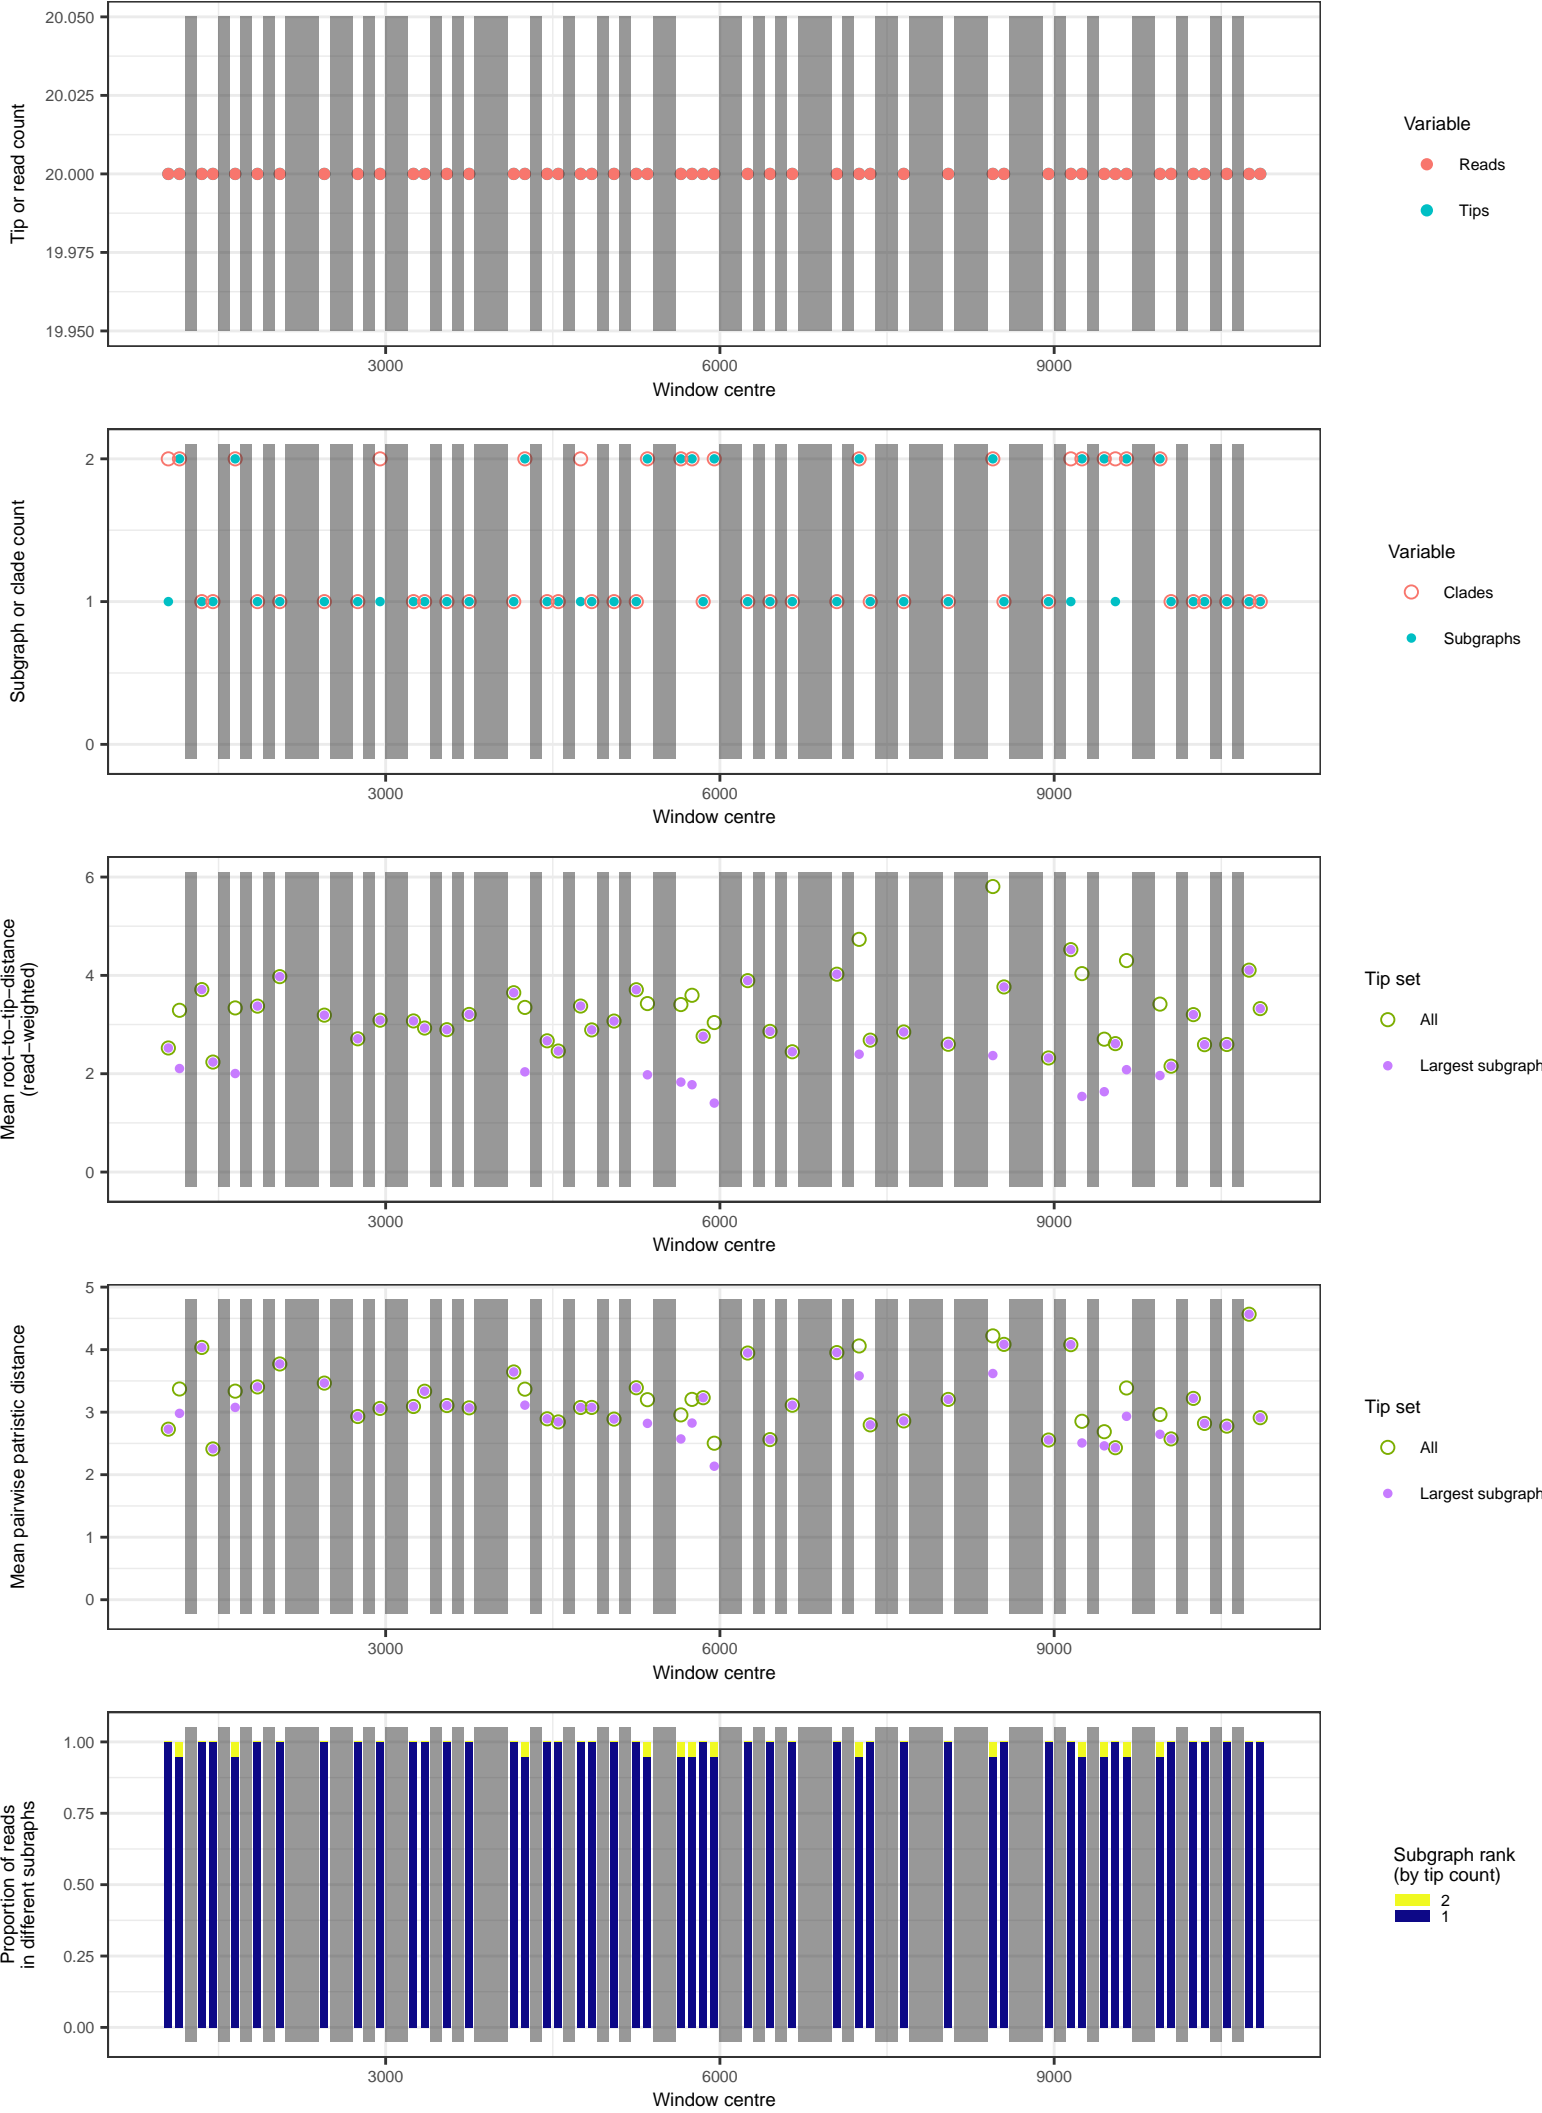 20.050
20.025
20.000
19.975
19.950
Tip or read count
3000 6000 9000
Window centre
Variable
Reads
Tips
2
1
0
Subgraph or clade count
3000 6000 9000
Window centre
Variable
Clades
Subgraphs
6
4
2
0
Mean root−to−tip−distance
(read−weighted)
3000 6000 9000
Window centre
Tip set
All
Largest subgraph
5
4
3
2
1
0
Mean pairwise patristic distance
3000 6000 9000
Window centre
Tip set
All
Largest subgraph
1.00
0.75
0.50
0.25
0.00
Proportion of reads
in different subraphs
3000 6000 9000
Window centre
Subgraph rank
(by tip count)
2
1